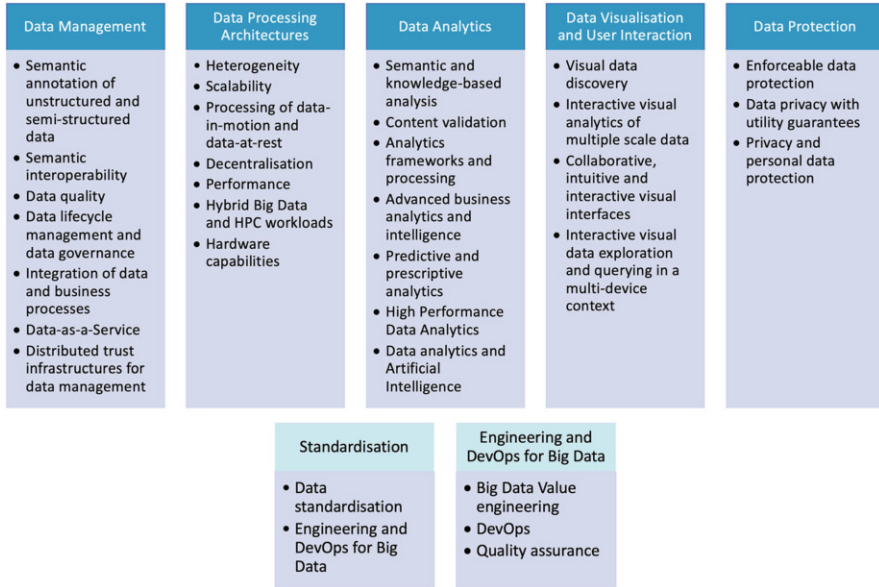 Data Management
• Semantic
annotation of
unstructured and
semi-structured
data
• Semantic
interoperability
• Data quality
• Data lifecycle
management and
data governance
• Integration of data
and business
processes
• Data-as-a-Service
• Distributed trust
infrastructures for
data management
Data Processing
Architectures
• Heterogeneity
• Scalability
• Processing of data-
in-motion and
data-at-rest
• Decentralisation
• Performance
• Hybrid Big Data
and HPC workloads
• Hardware
capabilities
Data Analytics
• Semantic and
knowledge-based
analysis
• Content validation
• Analytics
frameworks and
processing
• Advanced business
analytics and
intelligence
• Predictive and
prescriptive
analytics
• High Performance
Data Analytics
• Data analytics and
Artificial
Intelligence
Data Visualisation
and User Interaction
• Visual data
discovery
• Interactive visual
analytics of
multiple scale data
• Collaborative,
intuitive and
interactive visual
interfaces
• Interactive visual
data exploration
and querying in a
multi-device
context
Data Protection
• Enforceable data
protection
• Data privacy with
utility guarantees
• Privacy and
personal data
protection
Standardisation
• Data
standardisation
• Engineering and
DevOps for Big
Data
Engineering and
DevOps for Big Data
• Big Data Value
engineering
• DevOps
• Quality assurance